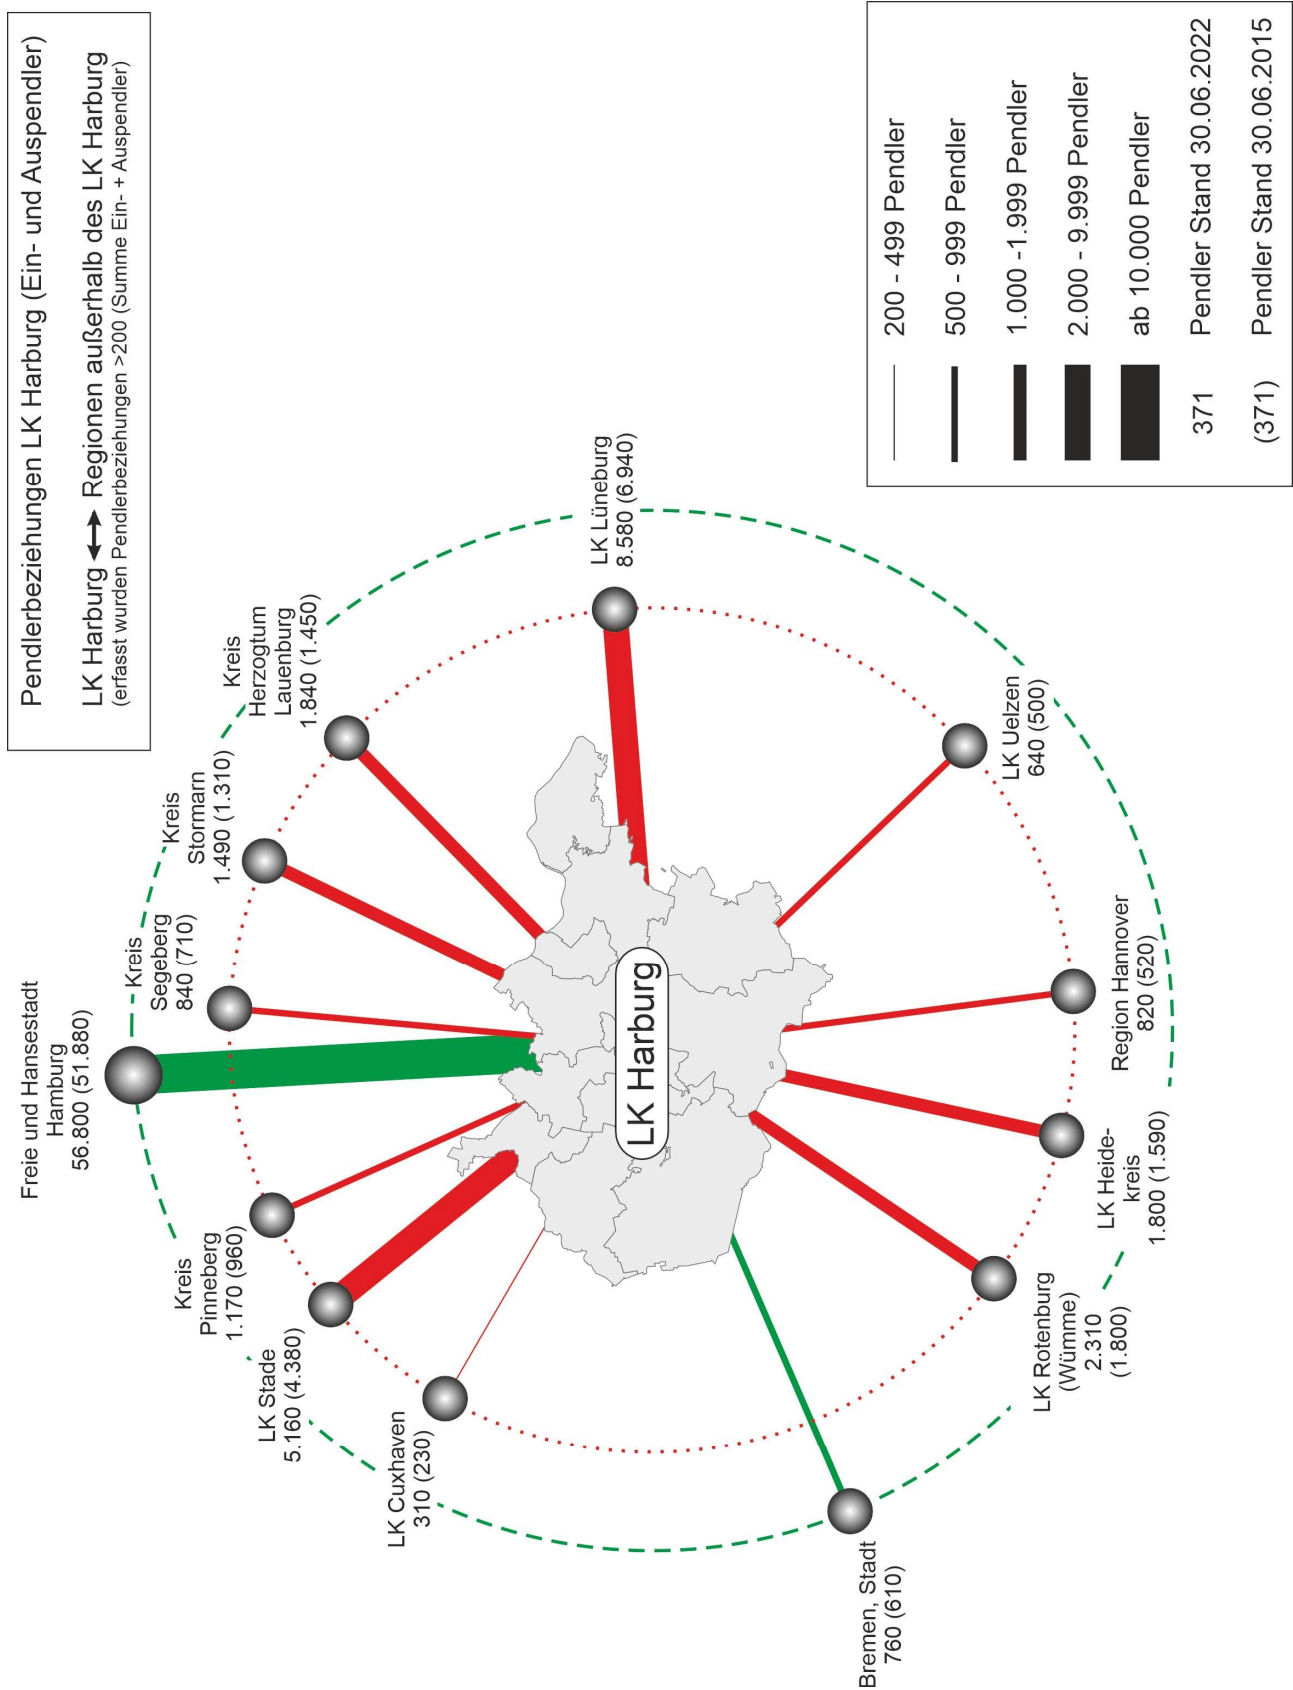 Pendlerbeziehungen LK Harburg (Ein- und Auspendler)
LK Harburg Regionen außerhalb des LK Harburg
(erfasst wurden Pendlerbeziehungen >200 (Summe Ein- + Auspendler)
Freie und Hansestadt
Hamburg
56.800 (51.880)
Kreis
Segeberg
840 (710)
Kreis
Stormarn
1.490 (1.310)
Kreis
Herzogtum
Lauenburg
1.840 (1.450)
LK Lüneburg
8.580 (6.940)
LK Uelzen
640 (500)
Region Hannover
820 (520)
LK Heide-
kreis
1.800 (1.590)
LK Rotenburg
(Wümme)
2.310
(1.800)
Bremen, Stadt
760 (610)
LK Cuxhaven
310 (230)
LK Stade
5.160 (4.380)
Kreis
Pinneberg
1.170 (960)
LK Harburg
200 - 499 Pendler
500 - 999 Pendler
1.000 -1.999 Pendler
2.000 - 9.999 Pendler
ab 10.000 Pendler
371 Pendler Stand 30.06.2022
(371) Pendler Stand 30.06.2015